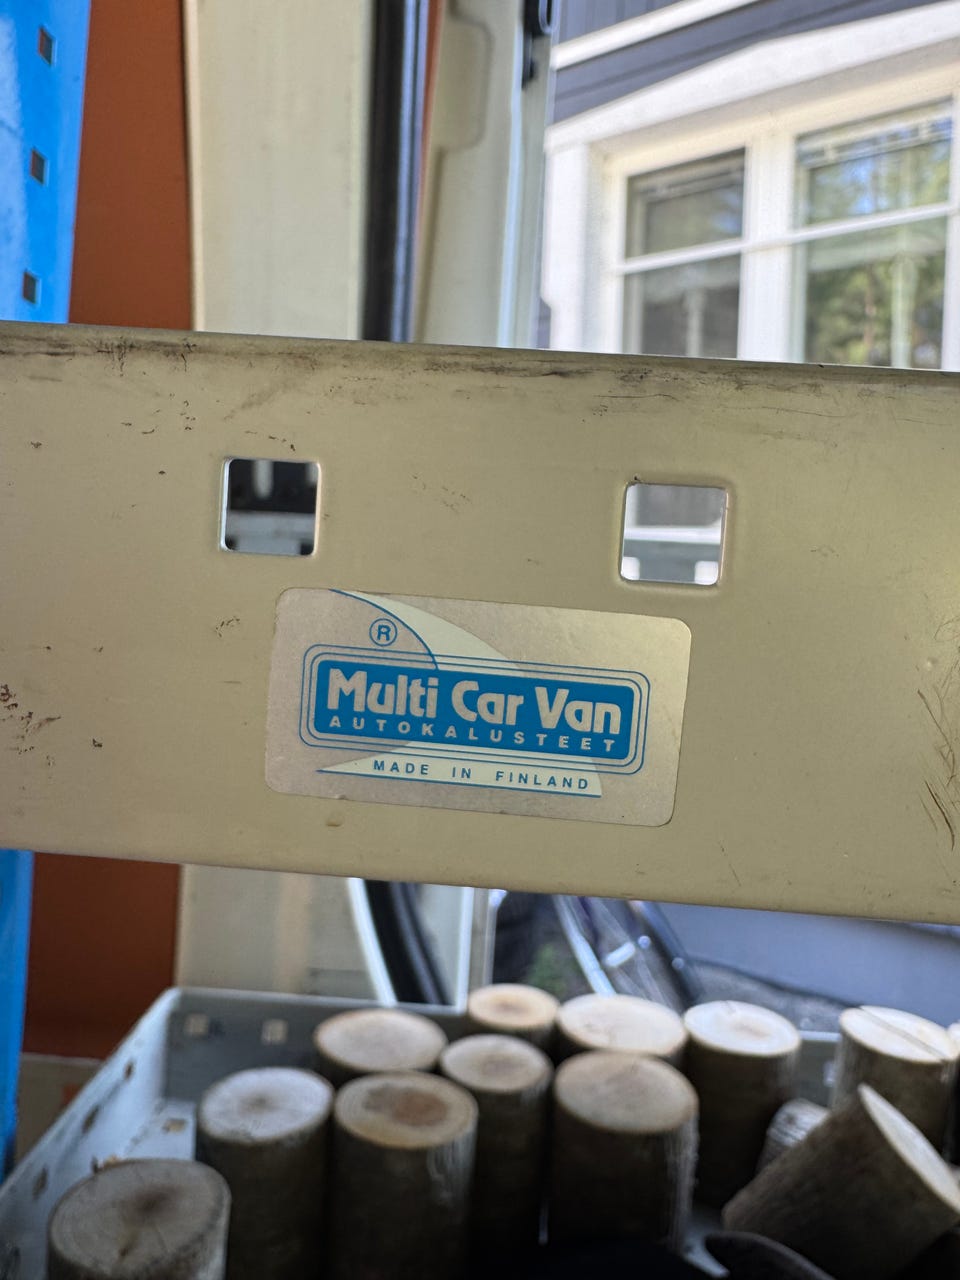 ®
Multi Car Van
AUTOKALUSTEET
MADE IN FINLAND